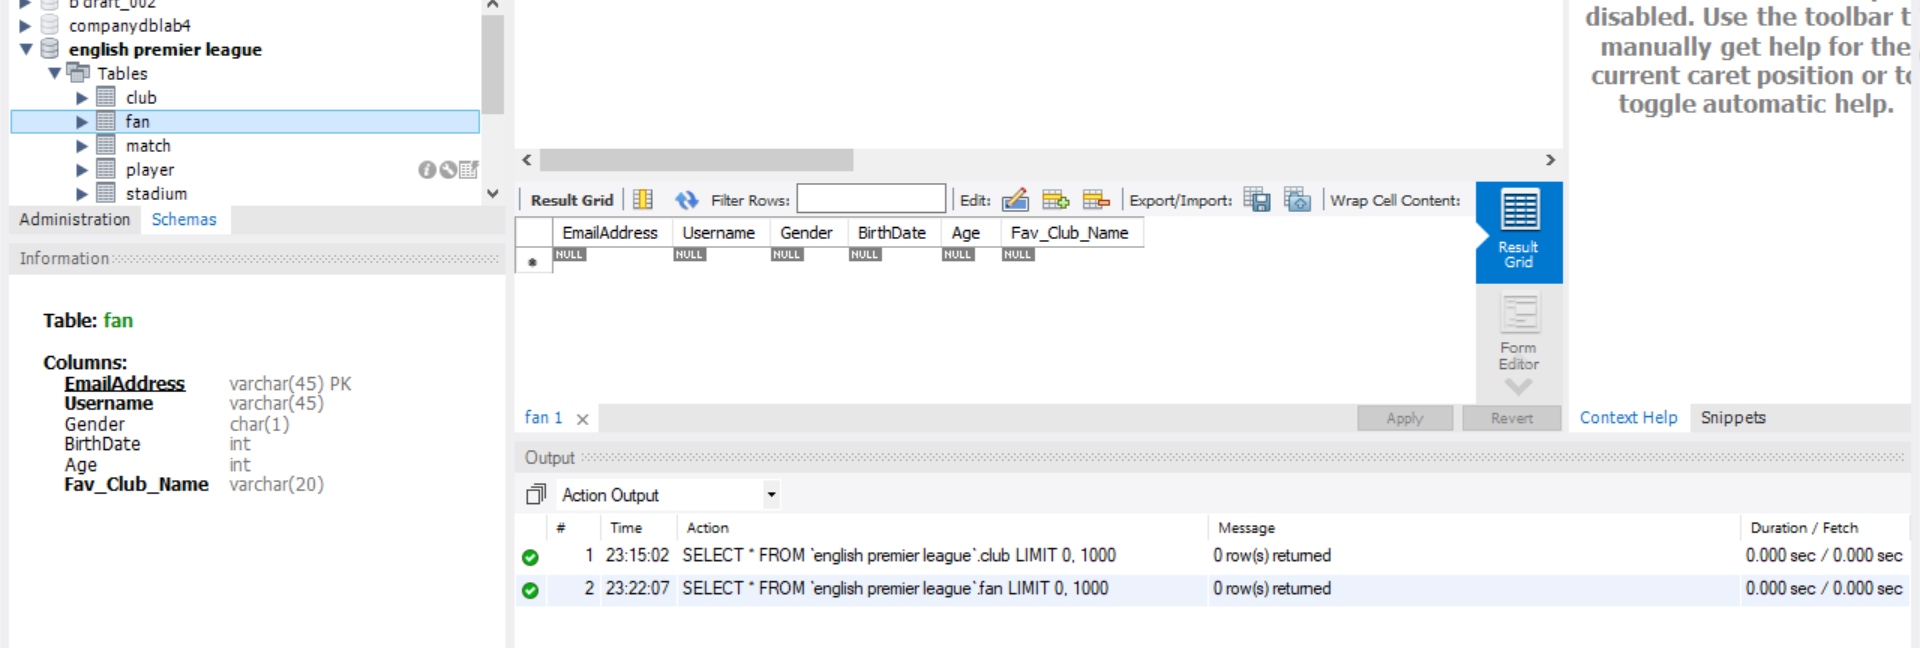 b draft_002
companydblab4
english premier league
Tables
club
fan
match
player
stadium
Administration Schemas
Information
Table: fan
Columns:
EmailAddress varchar(45) PK
Username varchar(45)
Gender char(1)
BirthDate int
Age int
Fav_Club_Name varchar(20)
Result Grid Filter Rows: Edit: Export/Import: Wrap Cell Content:
EmailAddress Username Gender BirthDate Age Fav_Club_Name
NULL NULL NULL NULL NULL NULL
Result
Grid
Form
Editor
fan 1 Apply Revert
disabled. Use the toolbar t
manually get help for the
current caret position or to
toggle automatic help.
Context Help Snippets
Output
Action Output
# Time Action Message Duration / Fetch
1 23:15:02 SELECT * FROM `english premier league`.club LIMIT 0, 1000 0 row(s) returned 0.000 sec / 0.000 sec
2 23:22:07 SELECT * FROM `english premier league`.fan LIMIT 0, 1000 0 row(s) returned 0.000 sec / 0.000 sec